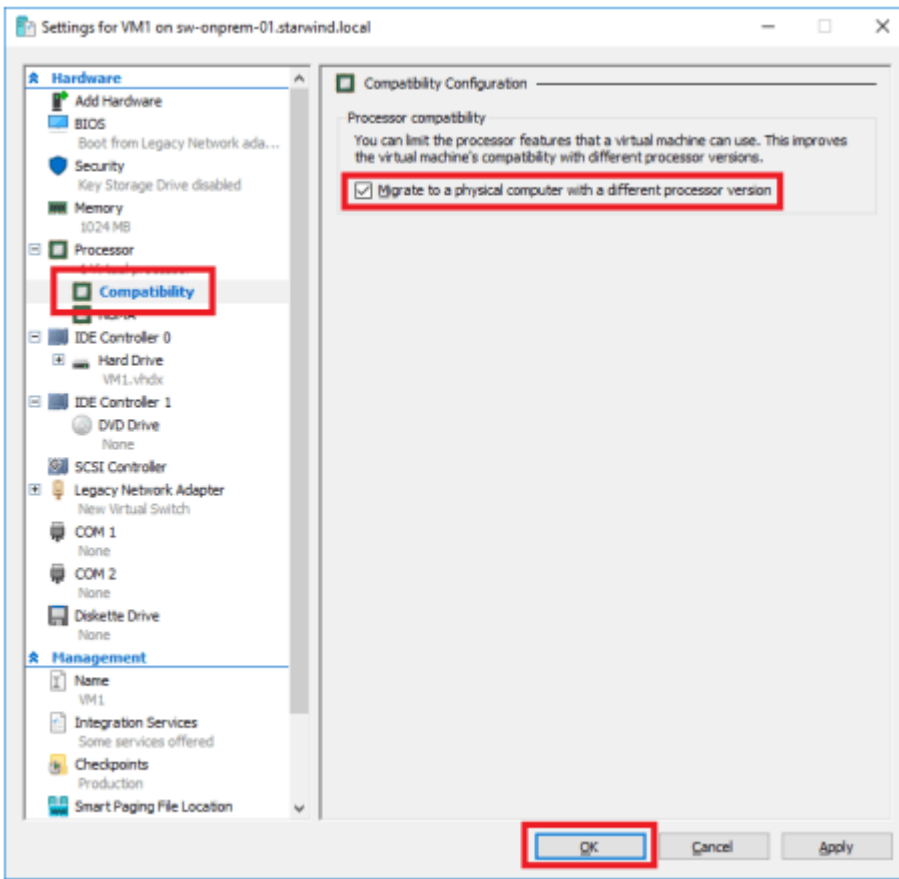 Settings for VM1 on sw-onprem-01.starwind.local
Hardware
Add Hardware
BIOS
Boot from Legacy Network ada...
Security
Key Storage Drive disabled
Memory
1024 MB
Processor
Compatibility
NUMA
IDE Controller 0
Hard Drive
VM1.vhdx
IDE Controller 1
DVD Drive
None
SCSI Controller
Legacy Network Adapter
New Virtual Switch
COM 1
None
COM 2
None
Diskette Drive
None
Management
Name
VM1
Integration Services
Some services offered
Checkpoints
Production
Smart Paging File Location
Compatibility Configuration
Processor compatibility
You can limit the processor features that a virtual machine can use. This improves
the virtual machine's compatibility with different processor versions.
Migrate to a physical computer with a different processor version
OK
Cancel
Apply